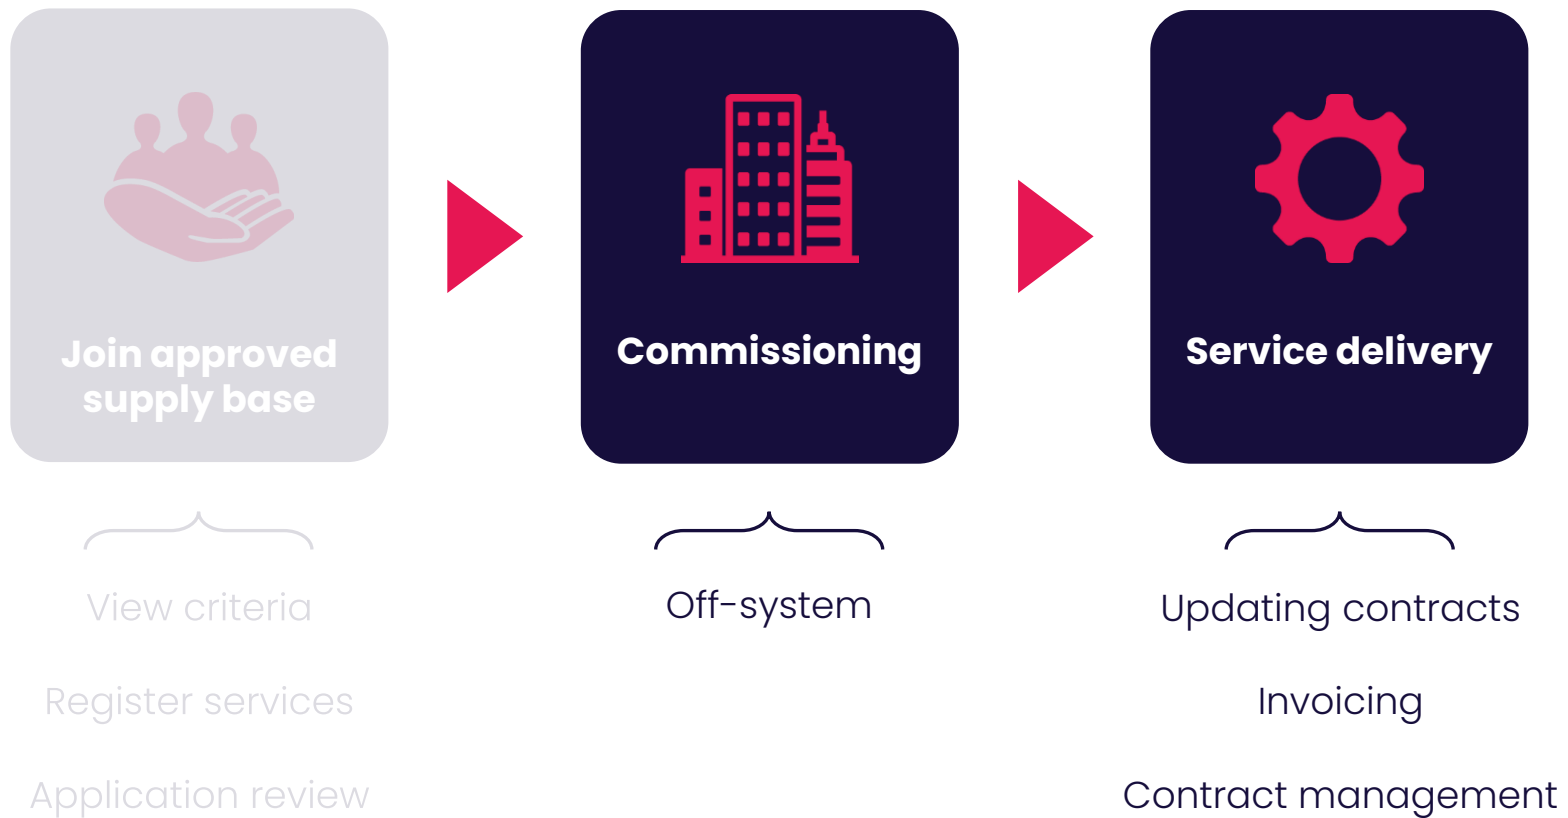 Join approved
supply base
View criteria
Register services
Application review
Commissioning
Off-system
Service delivery
Updating contracts
Invoicing
Contract management